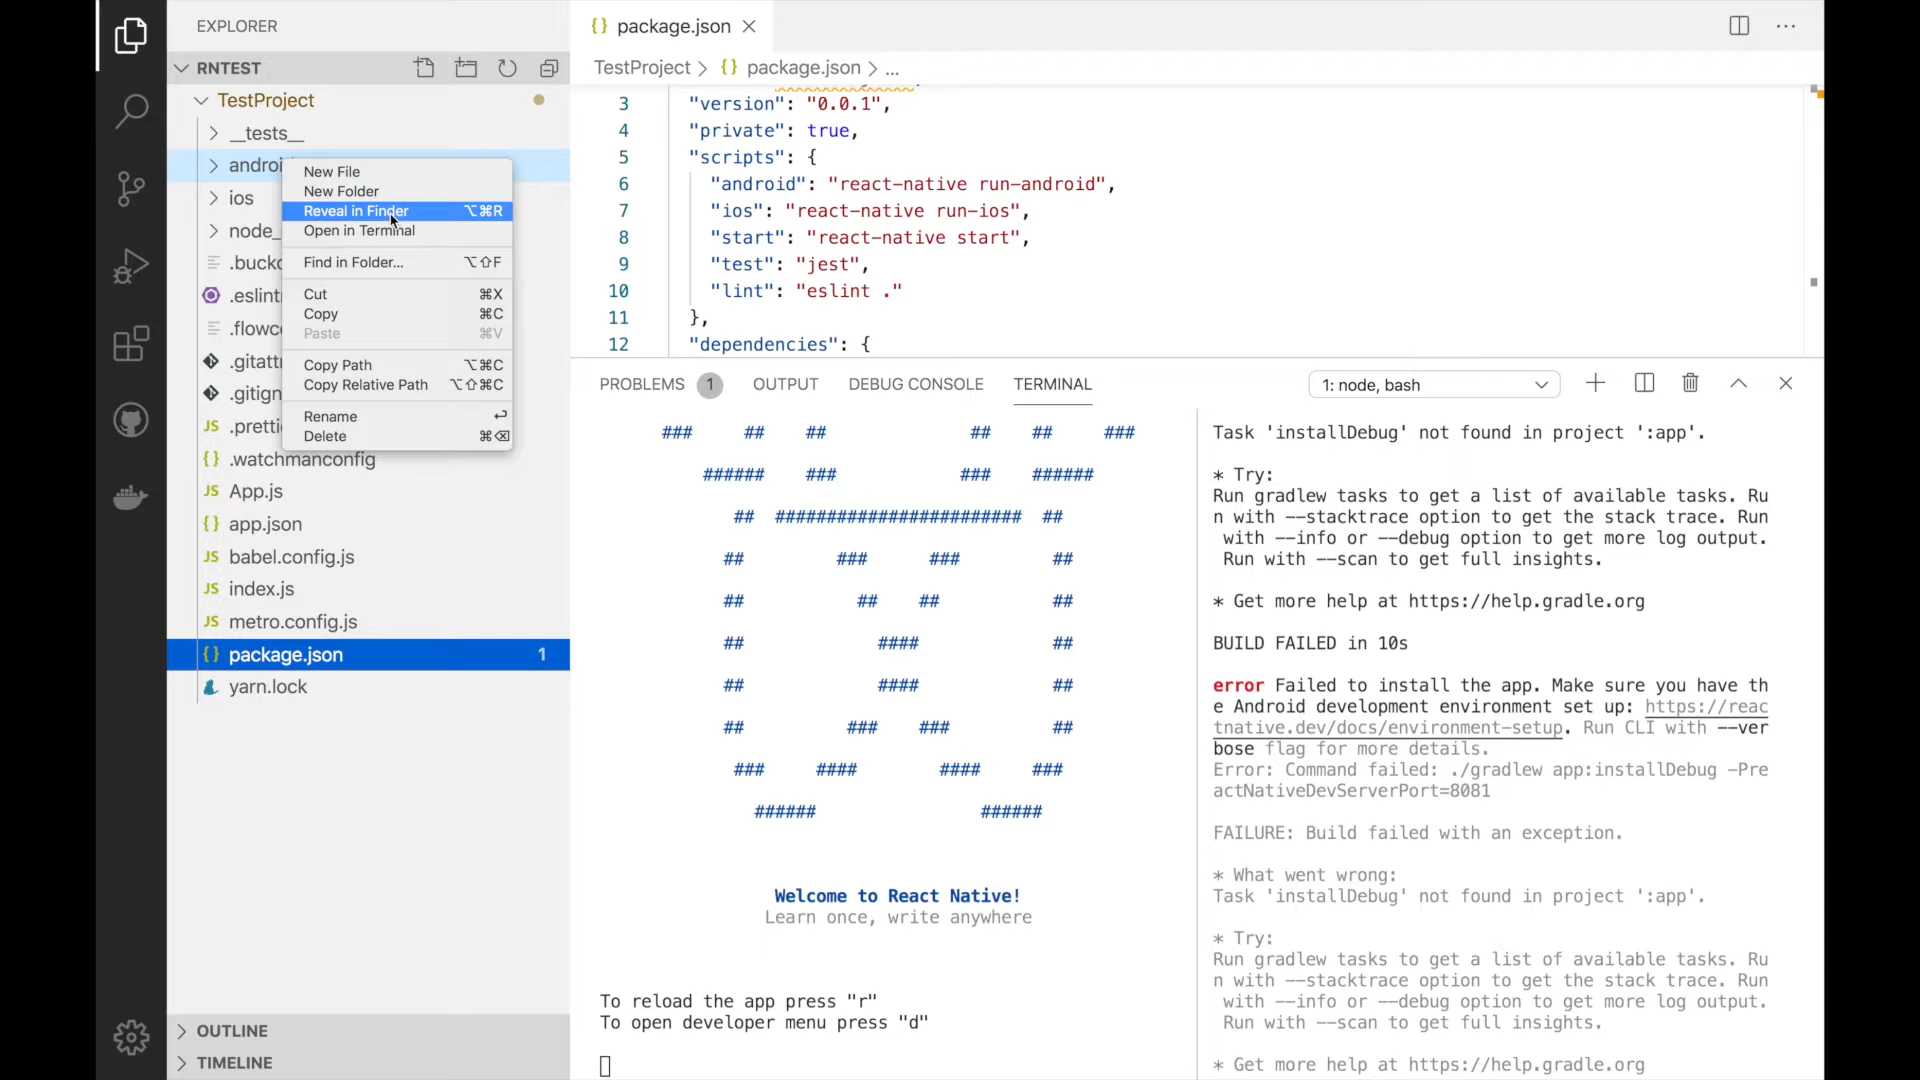 EXPLORER
RNTEST
TestProject
__tests__
androi
ios
node_
.bucko
.eslintr
.flowco
.gitattr
.gitign
.pretti
.watchmanconfig
App.js
app.json
babel.config.js
index.js
metro.config.js
package.json 1
yarn.lock
OUTLINE
TIMELINE
New File
New Folder
Reveal in Finder ⌥⌘R
Open in Terminal
Find in Folder... ⌥⇧F
Cut ⌘X
Copy ⌘C
Paste ⌘V
Copy Path ⌥⌘C
Copy Relative Path ⌥⇧⌘C
Rename ↩
Delete ⌘⌫
{} package.json
TestProject > {} package.json > ...
3 "version": "0.0.1",
4 "private": true,
5 "scripts": {
6 "android": "react-native run-android",
7 "ios": "react-native run-ios",
8 "start": "react-native start",
9 "test": "jest",
10 "lint": "eslint ."
11 },
12 "dependencies": {
PROBLEMS 1 OUTPUT DEBUG CONSOLE TERMINAL 1: node, bash
### ## ## ## ## ###
###### ### ### ######
## ######################## ##
## ### ### ##
## ## ## ##
## #### ##
## #### ##
## ### ### ##
### #### #### ###
###### ######
Welcome to React Native!
Learn once, write anywhere
To reload the app press "r"
To open developer menu press "d"
Task 'installDebug' not found in project ':app'.
* Try:
Run gradlew tasks to get a list of available tasks. Ru
n with --stacktrace option to get the stack trace. Run
with --info or --debug option to get more log output.
Run with --scan to get full insights.
* Get more help at https://help.gradle.org
BUILD FAILED in 10s
error Failed to install the app. Make sure you have th
e Android development environment set up: https://reac
tnative.dev/docs/environment-setup. Run CLI with --ver
bose flag for more details.
Error: Command failed: ./gradlew app:installDebug -PRe
actNativeDevServerPort=8081
FAILURE: Build failed with an exception.
* What went wrong:
Task 'installDebug' not found in project ':app'.
* Try:
Run gradlew tasks to get a list of available tasks. Ru
n with --stacktrace option to get the stack trace. Run
with --info or --debug option to get more log output.
Run with --scan to get full insights.
* Get more help at https://help.gradle.org